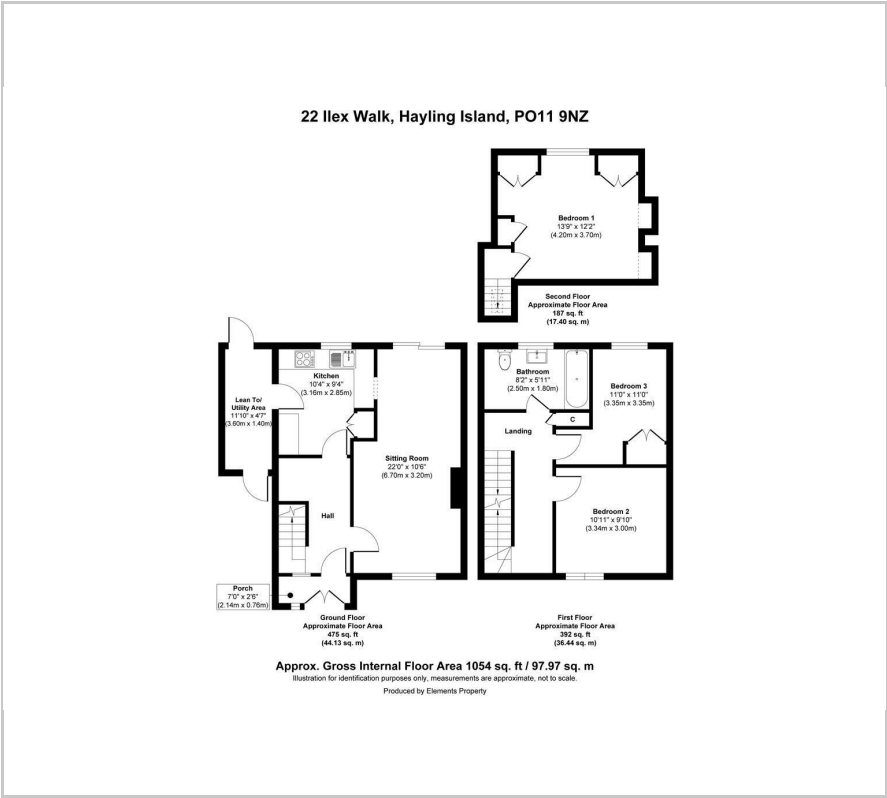 22 Ilex Walk, Hayling Island, PO11 9NZ
Bedroom 1
13'9" x 12'2"
(4.20m x 3.70m)
Second Floor
Approximate Floor Area
187 sq. ft
(17.40 sq. m)
Kitchen
10'4" x 9'4"
(3.16m x 2.85m)
Lean To/
Utility Area
11'10" x 4'7"
(3.60m x 1.40m)
Sitting Room
22'0" x 10'6"
(6.70m x 3.20m)
Hall
Porch
7'0" x 2'6"
(2.14m x 0.76m)
Ground Floor
Approximate Floor Area
475 sq. ft
(44.13 sq. m)
Bathroom
8'2" x 5'11"
(2.50m x 1.80m)
Bedroom 3
11'0" x 11'0"
(3.35m x 3.35m)
C
Landing
Bedroom 2
10'11" x 9'10"
(3.34m x 3.00m)
First Floor
Approximate Floor Area
392 sq. ft
(36.44 sq. m)
Approx. Gross Internal Floor Area 1054 sq. ft / 97.97 sq. m
Illustration for identification purposes only, measurements are approximate, not to scale.
Produced by Elements Property